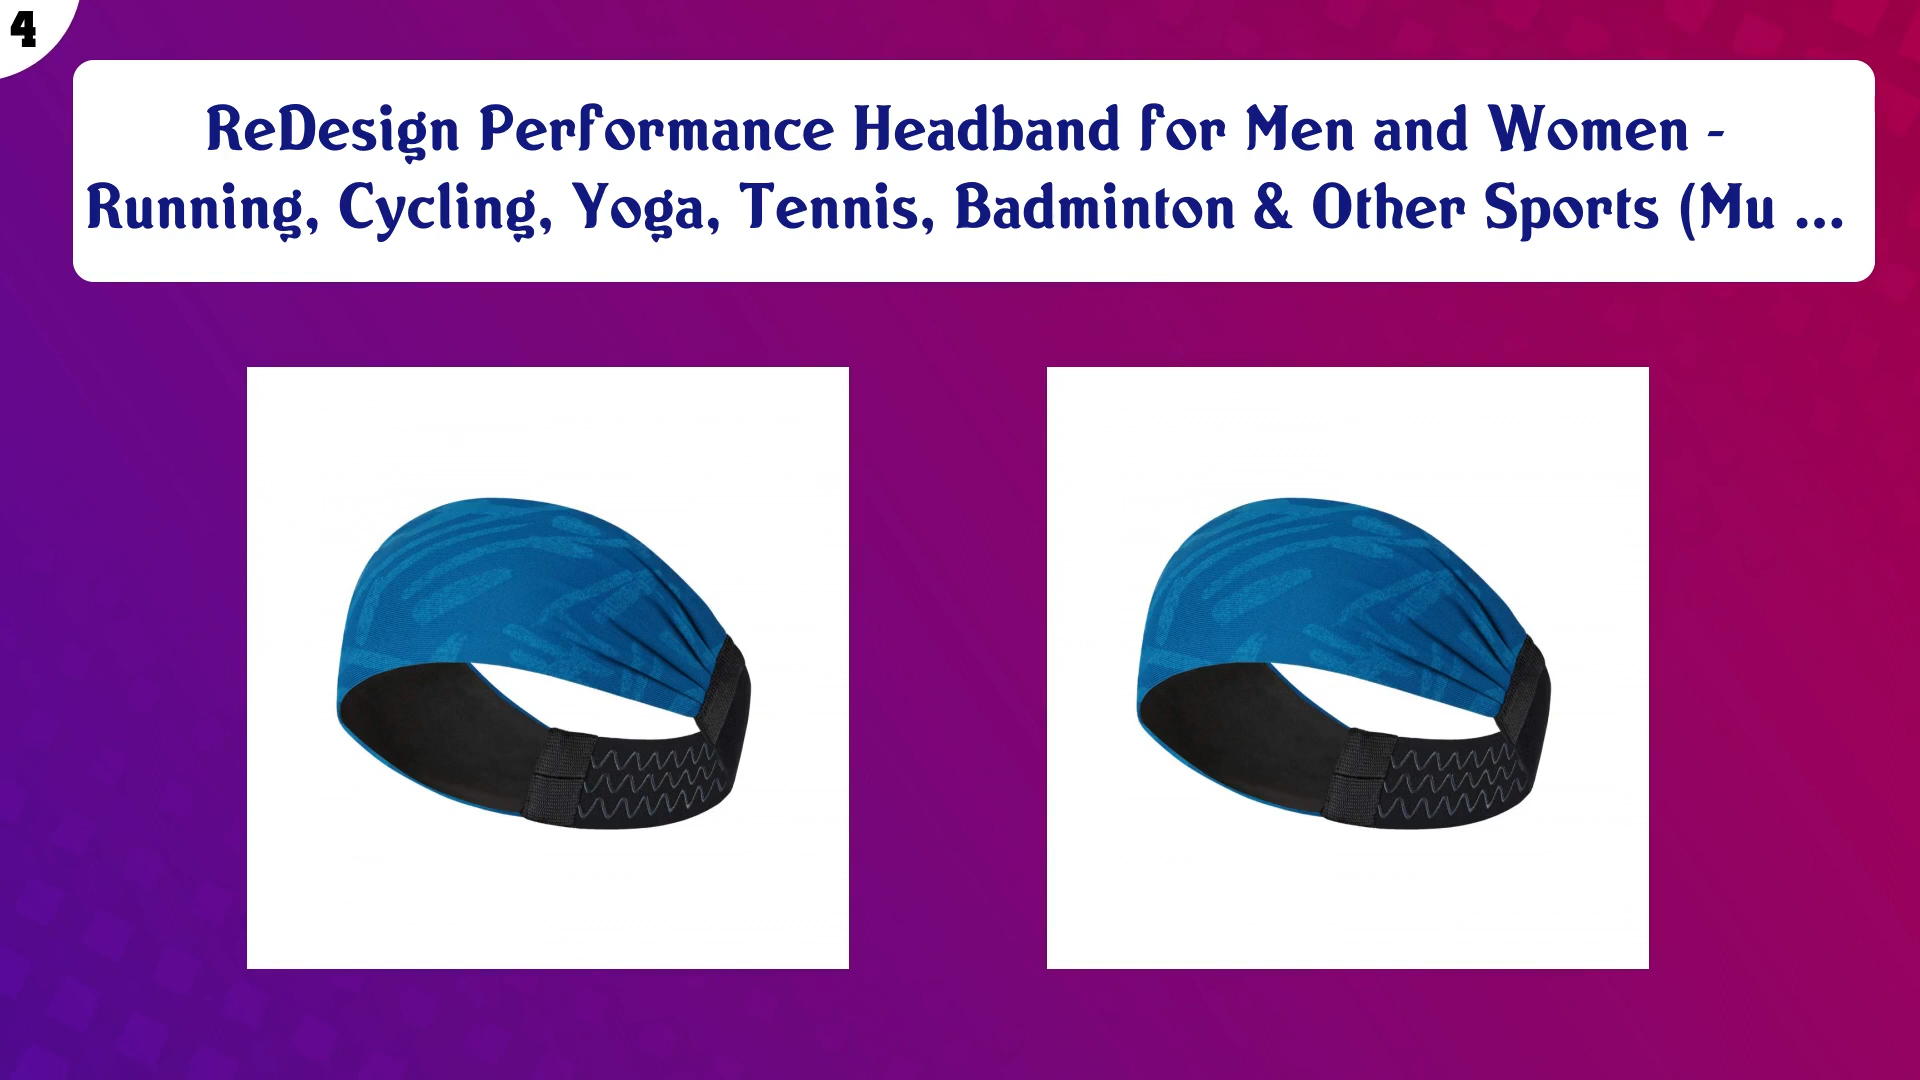 4
ReDesign Performance Headband for Men and Women -
Running, Cycling, Yoga, Tennis, Badminton & Other Sports (Mu ...